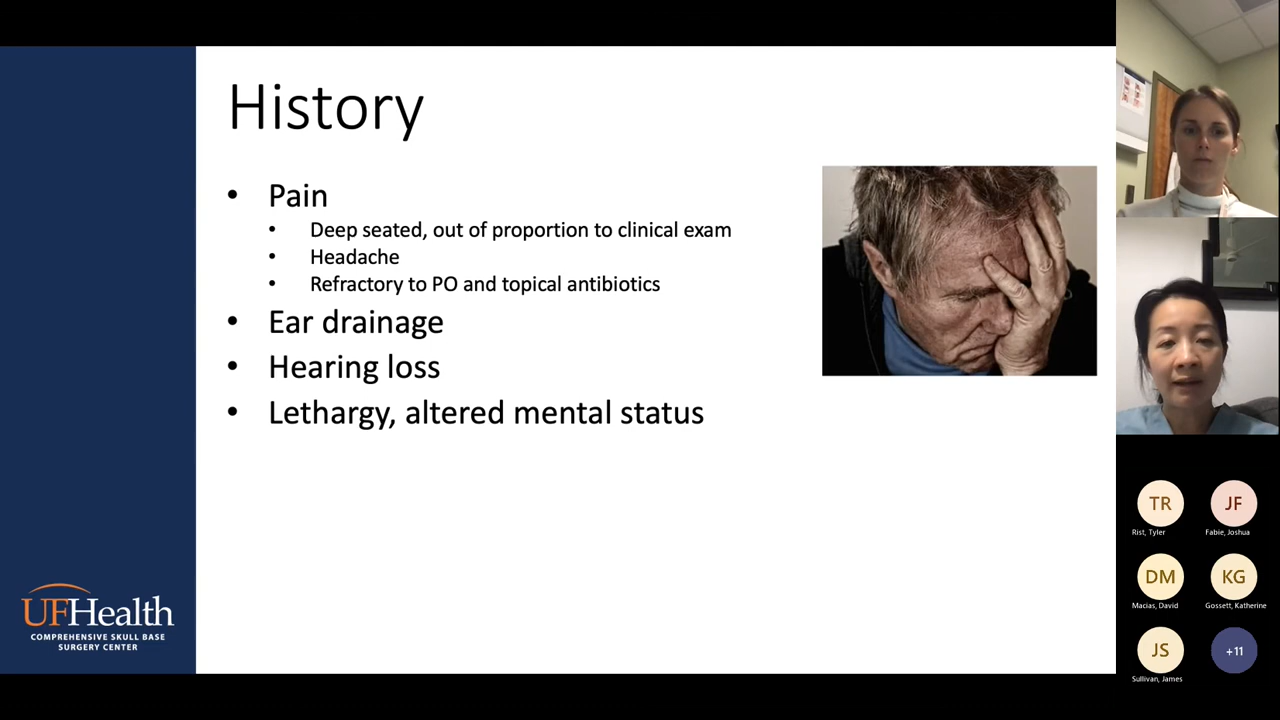 History
• Pain
• Deep seated, out of proportion to clinical exam
• Headache
• Refractory to PO and topical antibiotics
• Ear drainage
• Hearing loss
• Lethargy, altered mental status
UFHealth
COMPREHENSIVE SKULL BASE
SURGERY CENTER
TR
JF
Rist, Tyler
Fabie, Joshua
DM
KG
Macias, David
Gossett, Katherine
JS
+11
Sullivan, James